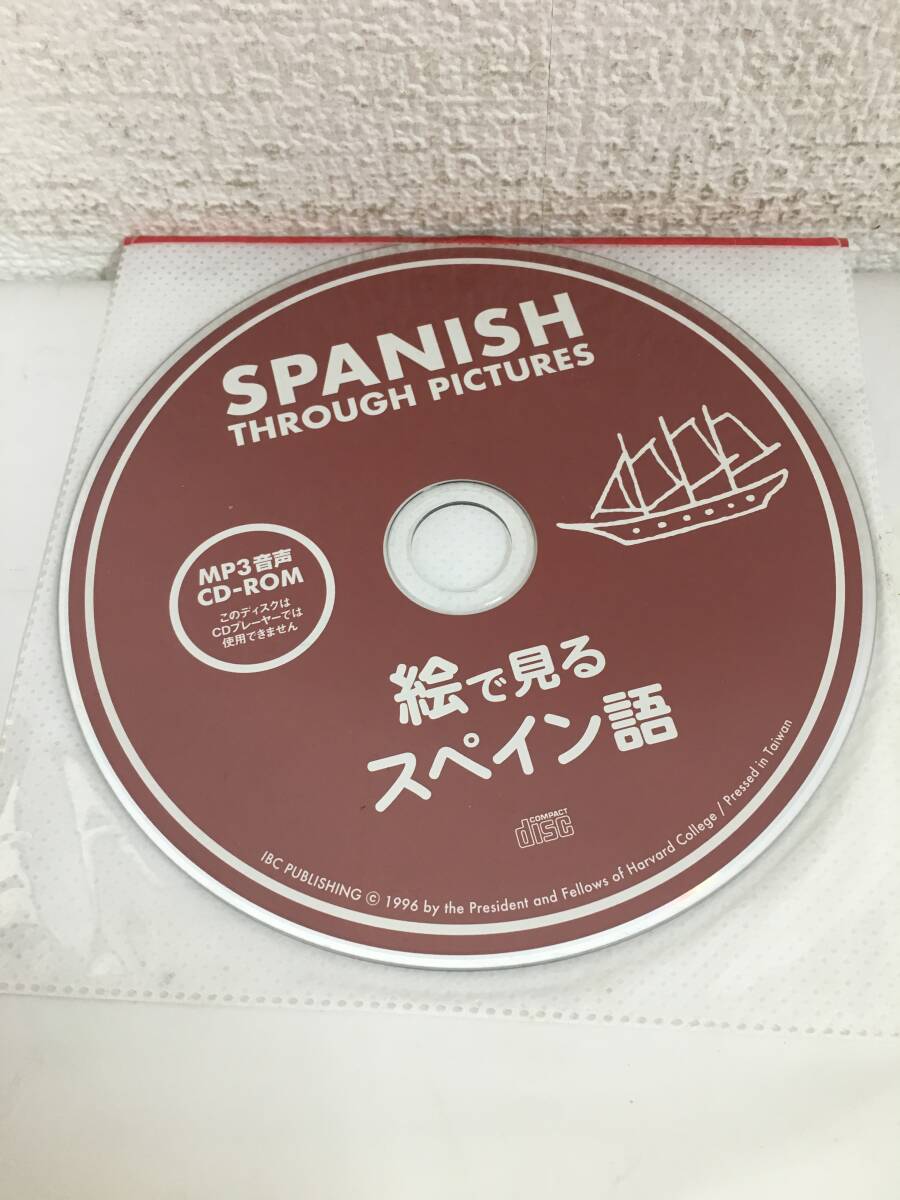 SPANISH
THROUGH PICTURES
MP3音声
CD-ROM
このディスクは
CDプレーヤーでは
使用できません
絵で見る
スペイン語
COMPACT
disc
IBC PUBLISHING © 1996 by the President and Fellows of Harvard College / Pressed in Taiwan